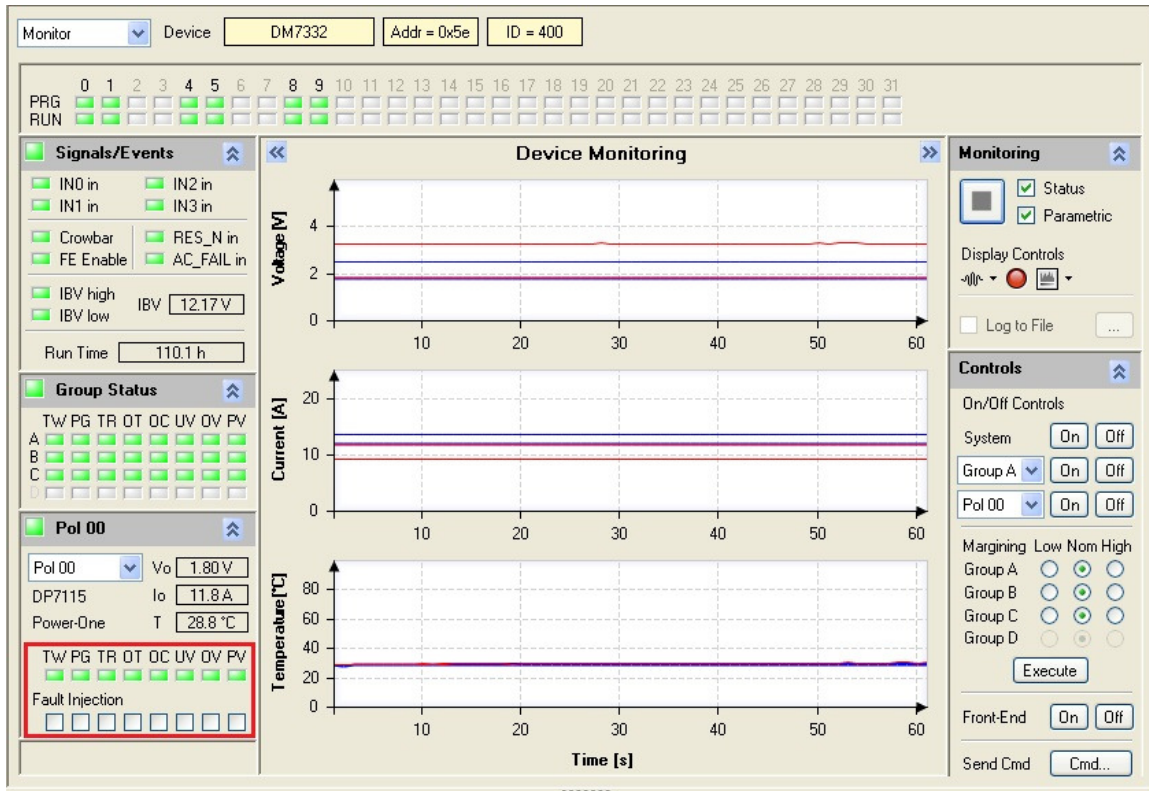 Monitor Device DM7332 Addr = 0x5e ID = 400
0 1 2 3 4 5 6 7 8 9 10 11 12 13 14 15 16 17 18 19 20 21 22 23 24 25 26 27 28 29 30 31
PRG
RUN
Signals/Events
IN0 in IN2 in
IN1 in IN3 in
Crowbar RES_N in
FE Enable AC_FAIL in
IBV high
IBV low
IBV 12.17 V
Run Time 110.1 h
Group Status
TW PG TR OT OC UV OV PV
A
B
C
D
Pol 00
Pol 00 Vo 1.80 V
DP7115 Io 11.8 A
Power-One T 28.8 °C
TW PG TR OT OC UV OV PV
Fault Injection
Device Monitoring
Voltage [V]
4
2
0
10 20 30 40 50 60
Current [A]
20
10
0
10 20 30 40 50 60
Temperature [°C]
80
60
40
20
0
10 20 30 40 50 60
Time [s]
Monitoring
Status
Parametric
Display Controls
Log to File ...
Controls
On/Off Controls
System On Off
Group A On Off
Pol 00 On Off
Margining Low Nom High
Group A
Group B
Group C
Group D
Execute
Front-End On Off
Send Cmd Cmd...